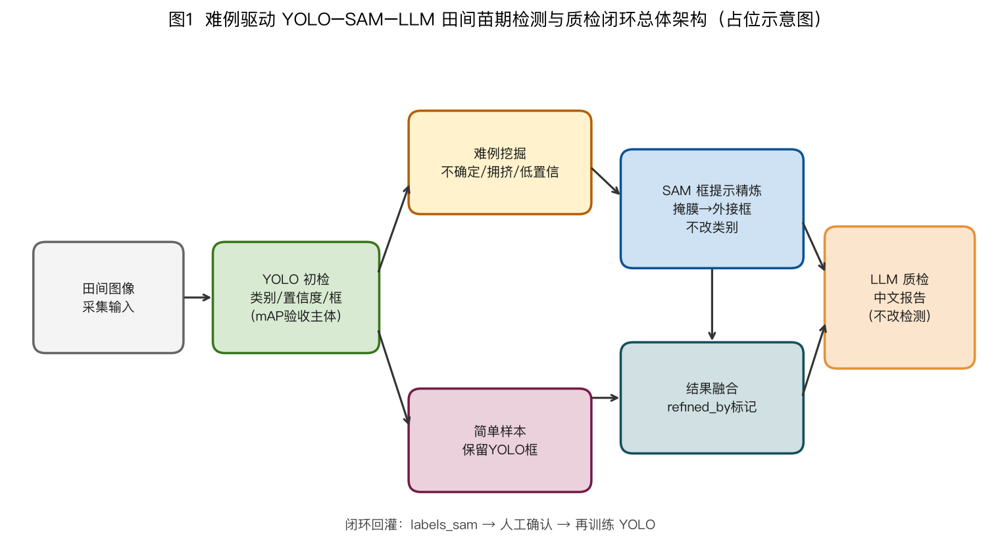 图1 难例驱动 YOLO—SAM—LLM 田间苗期检测与质检闭环总体架构（占位示意图）
田间图像
采集输入
YOLO 初检
类别/置信度/框
(mAP验收主体)
难例挖掘
不确定/拥挤/低置信
简单样本
保留YOLO框
SAM 框提示精炼
掩膜→外接框
不改类别
结果融合
refined_by标记
LLM 质检
中文报告
(不改检测)
闭环回灌：labels_sam → 人工确认 → 再训练 YOLO